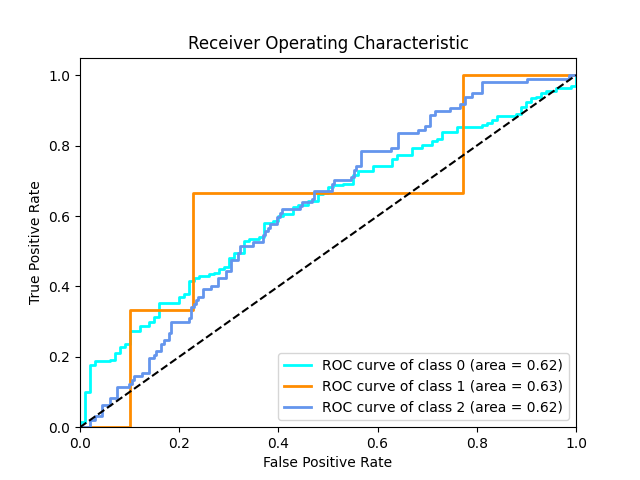 Receiver Operating Characteristic
True Positive Rate
1.0
0.8
0.6
0.4
0.2
0.0
ROC curve of class 0 (area = 0.62)
ROC curve of class 1 (area = 0.63)
ROC curve of class 2 (area = 0.62)
0.0 0.2 0.4 0.6 0.8 1.0
False Positive Rate